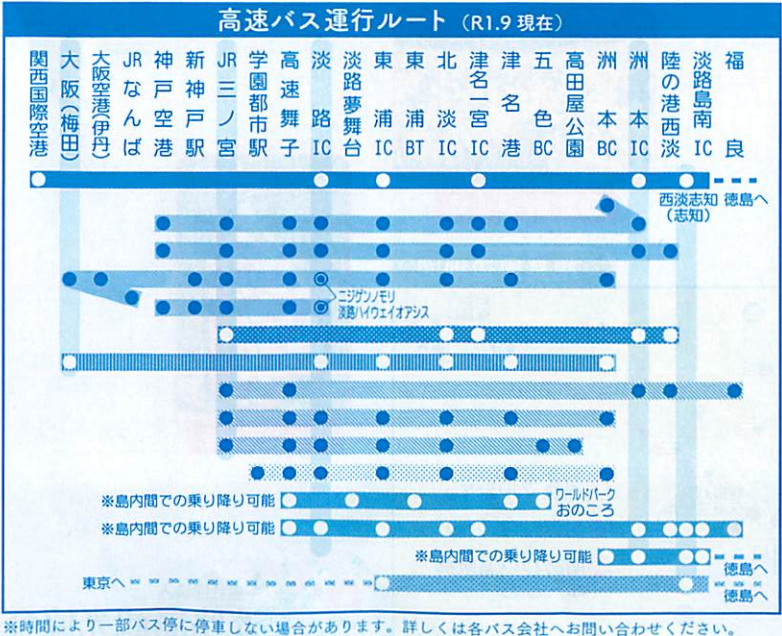 高速バス運行ルート（R1.9 現在）
関西国際空港
大阪(梅田)
大阪空港(伊丹)
JRなんば
神戸空港
新神戸駅
JR三ノ宮
学園都市駅
高速舞子
淡路IC
淡路夢舞台
東浦IC
東浦BT
北淡IC
津名一宮IC
津名港
五色BC
高田屋公園
洲本BC
洲本IC
陸の港西淡
淡路島南IC
福良
西淡志知
（志知）
徳島へ
ニジゲンノモリ
淡路ハイウェイオアシス
※島内間での乗り降り可能
ワールドパーク
おのころ
※島内間での乗り降り可能
※島内間での乗り降り可能
徳島へ
東京へ
徳島へ
※時間により一部バス停に停車しない場合があります。詳しくは各バス会社へお問い合わせください。